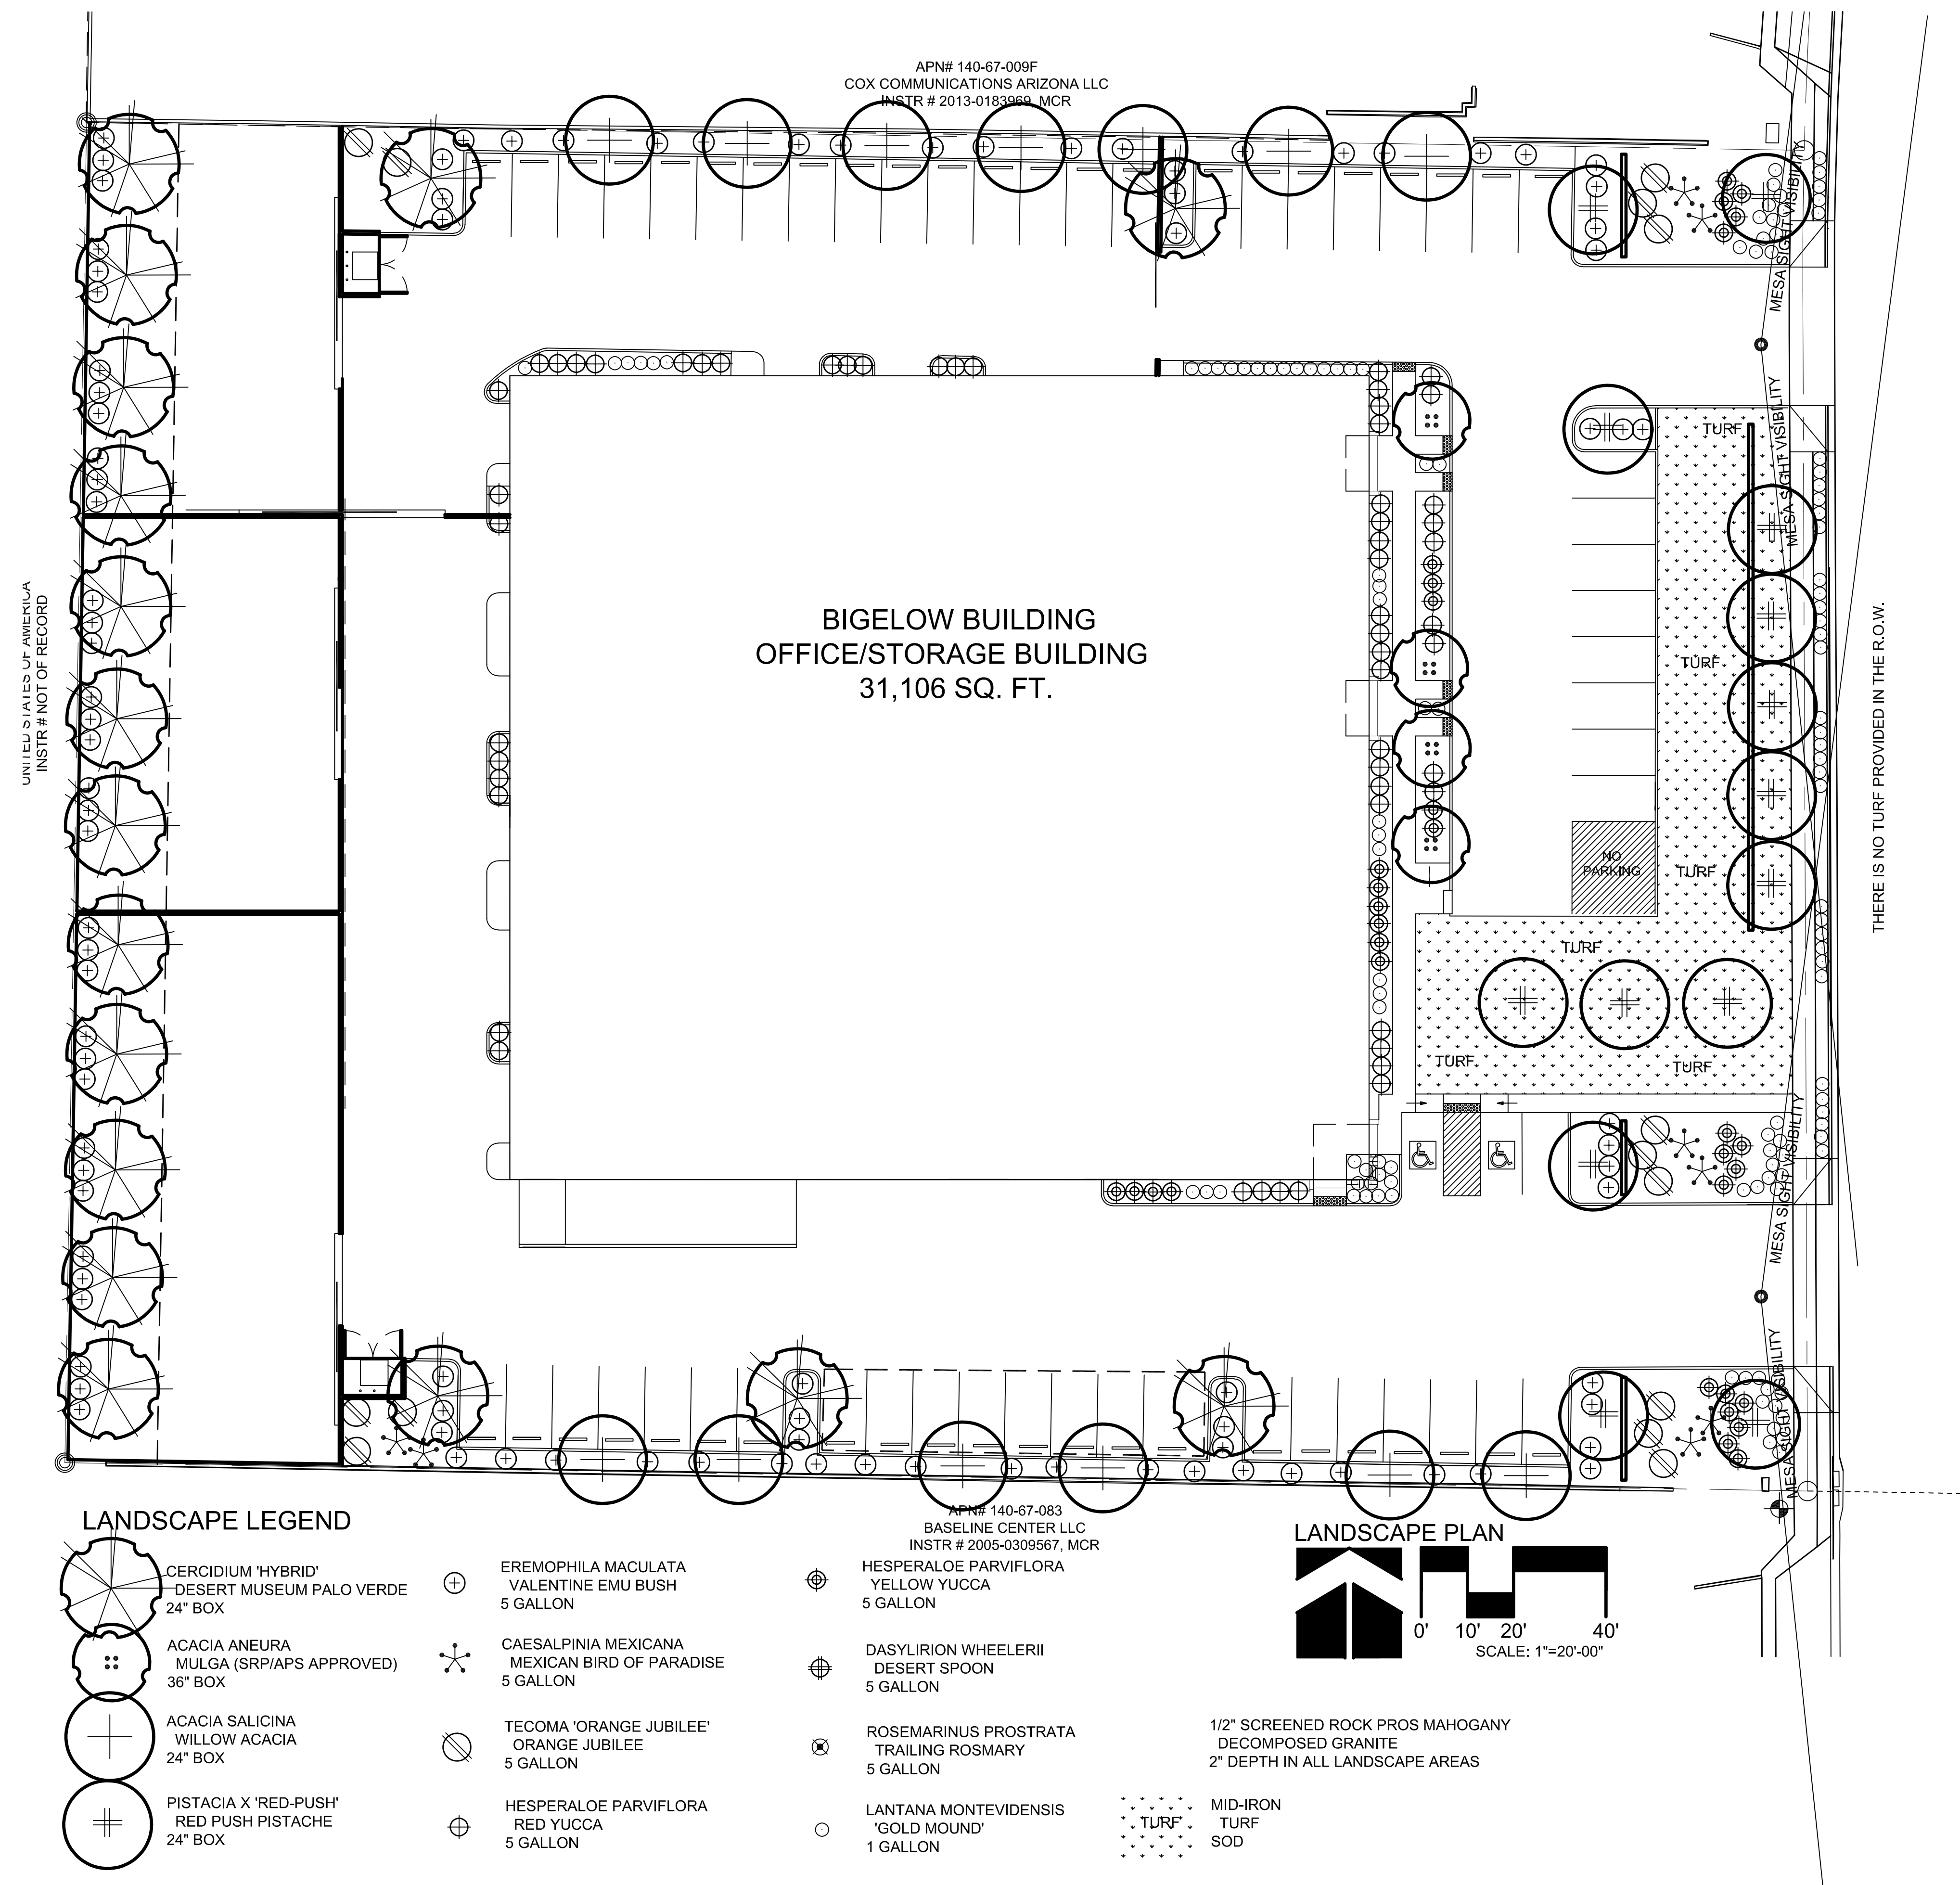 APN# 140-67-009F
COX COMMUNICATIONS ARIZONA LLC
INSTR # 2013-0183969, MCR
MESA SIGHT VISIBILITY
MESA SIGHT VISIBILITY
UNITED STATES OF AMERICA
INSTR # NOT OF RECORD
BIGELOW BUILDING
OFFICE/STORAGE BUILDING
31,106 SQ. FT.
TURF
TURF
NO
PARKING
TURF
TURF
TURF
TURF
THERE IS NO TURF PROVIDED IN THE R.O.W.
MESA SIGHT VISIBILITY
MESA SIGHT VISIBILITY
APN# 140-67-083
BASELINE CENTER LLC
INSTR # 2005-0309567, MCR
LANDSCAPE LEGEND
CERCIDIUM 'HYBRID'
DESERT MUSEUM PALO VERDE
24" BOX
ACACIA ANEURA
MULGA (SRP/APS APPROVED)
36" BOX
ACACIA SALICINA
WILLOW ACACIA
24" BOX
PISTACIA X 'RED-PUSH'
RED PUSH PISTACHE
24" BOX
EREMOPHILA MACULATA
VALENTINE EMU BUSH
5 GALLON
CAESALPINIA MEXICANA
MEXICAN BIRD OF PARADISE
5 GALLON
TECOMA 'ORANGE JUBILEE'
ORANGE JUBILEE
5 GALLON
HESPERALOE PARVIFLORA
RED YUCCA
5 GALLON
HESPERALOE PARVIFLORA
YELLOW YUCCA
5 GALLON
DASYLIRION WHEELERII
DESERT SPOON
5 GALLON
ROSEMARINUS PROSTRATA
TRAILING ROSMARY
5 GALLON
LANTANA MONTEVIDENSIS
'GOLD MOUND'
1 GALLON
LANDSCAPE PLAN
0' 10' 20' 40'
SCALE: 1"=20'-00"
1/2" SCREENED ROCK PROS MAHOGANY
DECOMPOSED GRANITE
2" DEPTH IN ALL LANDSCAPE AREAS
TURF
MID-IRON
TURF
SOD